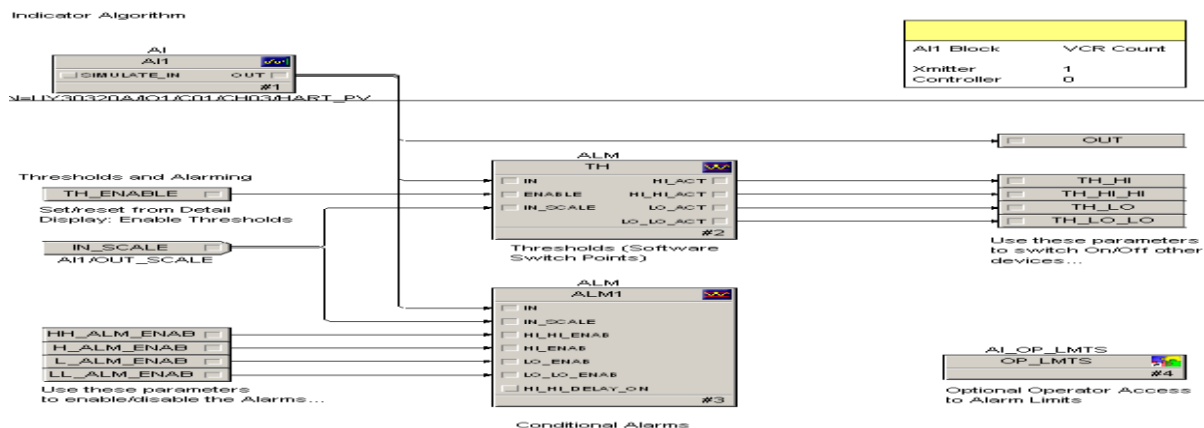 Indicator Algorithm
AI
AI1
SIMULATE_IN OUT
#1
AI1 Block VCR Count
Xmitter 1
Controller 0
OUT
Thresholds and Alarming
TH_ENABLE
Set/reset from Detail
Display: Enable Thresholds
IN_SCALE
AI1/OUT_SCALE
ALM
TH
IN HI_ACT
ENABLE HI_HI_ACT
IN_SCALE LO_ACT
LO_LO_ACT
#2
Thresholds (Software
Switch Points)
TH_HI
TH_HI_HI
TH_LO
TH_LO_LO
Use these parameters
to switch On/Off other
devices...
HH_ALM_ENAB
H_ALM_ENAB
L_ALM_ENAB
LL_ALM_ENAB
Use these parameters
to enable/disable the Alarms...
ALM
ALM1
IN
IN_SCALE
HI_HI_ENAB
HI_ENAB
LO_ENAB
LO_LO_ENAB
HI_HI_DELAY_ON
#3
Conditional Alarms
AI_OP_LMTS
OP_LMTS
#4
Optional Operator Access
to Alarm Limits